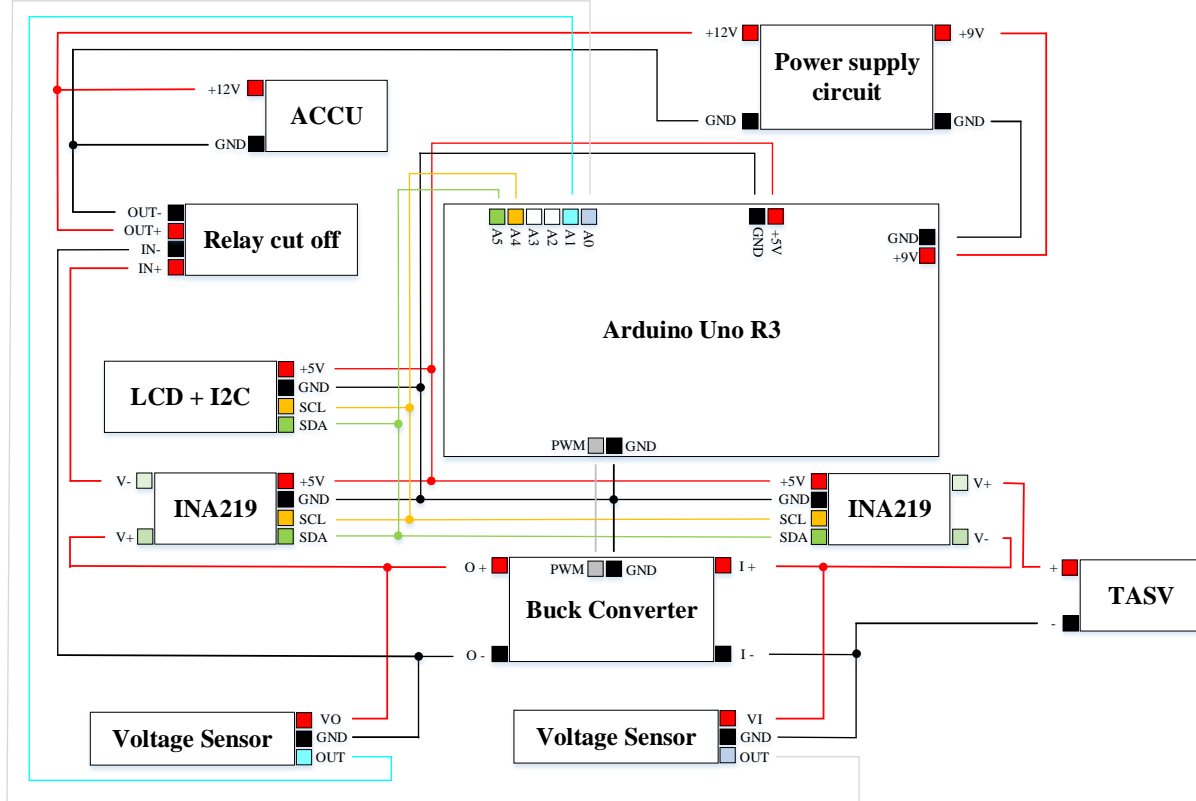 +12V
+9V
Power supply
circuit
GND
GND
+12V
ACCU
GND
OUT-
OUT+
IN-
IN+
Relay cut off
A5
A4
A3
A2
A1
A0
GND
+5V
GND
+9V
Arduino Uno R3
PWM
GND
LCD + I2C
+5V
GND
SCL
SDA
V-
V+
INA219
+5V
GND
SCL
SDA
+5V
GND
SCL
SDA
INA219
V+
V-
O +
PWM
GND
I +
Buck Converter
O -
I -
+
-
TASV
Voltage Sensor
VO
GND
OUT
Voltage Sensor
VI
GND
OUT